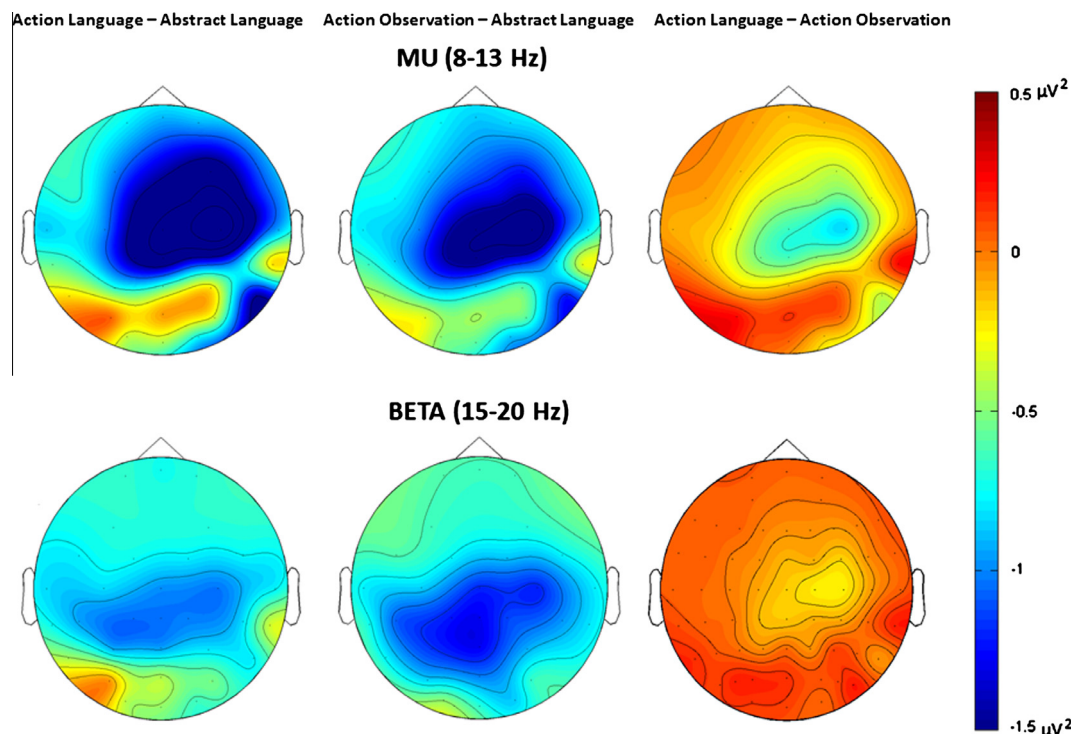 Action Language – Abstract Language
Action Observation – Abstract Language
Action Language – Action Observation
MU (8-13 Hz)
0.5 µV²
0
-0.5
-1
-1.5 µV²
BETA (15-20 Hz)